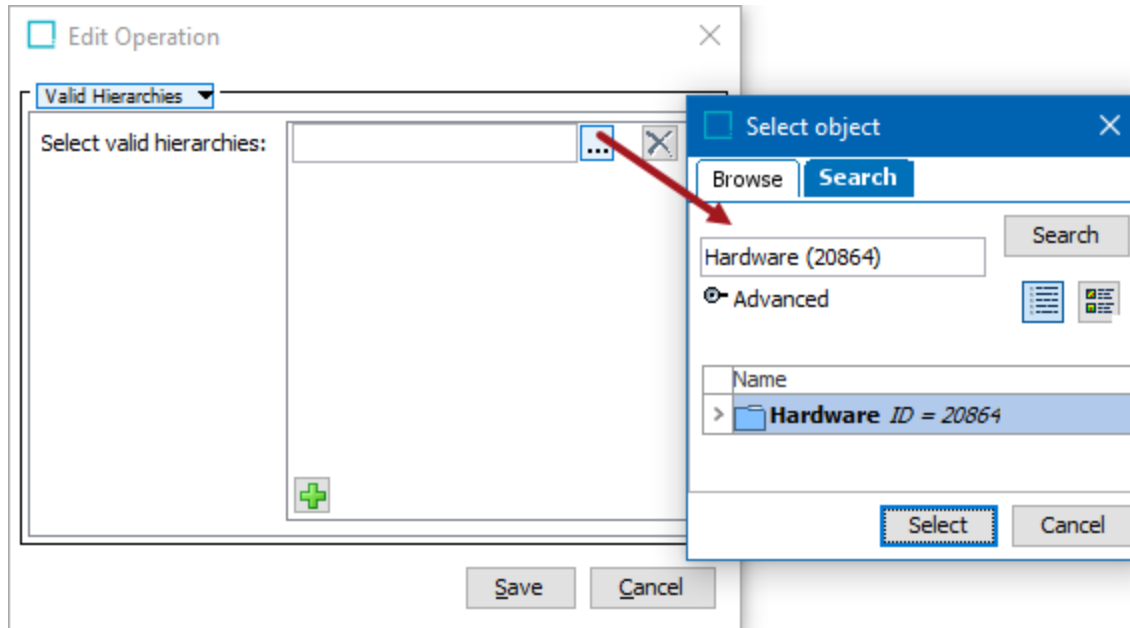 Edit Operation
Valid Hierarchies
Select valid hierarchies:
...
Select object
Browse
Search
Hardware (20864)
Search
Advanced
Name
Hardware ID = 20864
Select
Cancel
Save
Cancel